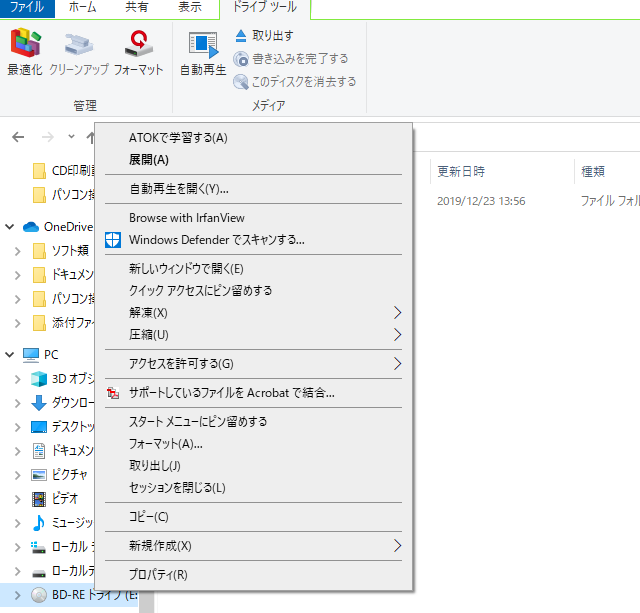 ファイル ホーム 共有 表示 ドライブ ツール
最適化 クリーンアップ フォーマット
自動再生
取り出す
書き込みを完了する
このディスクを消去する
管理
メディア
更新日時 種類
2019/12/23 13:56 ファイル フォル
CD印刷
パソコン
OneDrive
ソフト類
ドキュメン
パソコン
添付ファイ
PC
3D オブジ
ダウンロー
デスクトッ
ドキュメン
ピクチャ
ビデオ
ミュージッ
ローカル
ローカルデ
BD-RE ドライブ (E:
ATOKで学習する(A)
展開(A)
自動再生を開く(Y)...
Browse with IrfanView
Windows Defender でスキャンする...
新しいウィンドウで開く(E)
クイック アクセスにピン留めする
解凍(X)
圧縮(U)
アクセスを許可する(G)
サポートしているファイルを Acrobat で結合...
スタート メニューにピン留めする
フォーマット(A)...
取り出し(J)
セッションを閉じる(L)
コピー(C)
新規作成(X)
プロパティ(R)